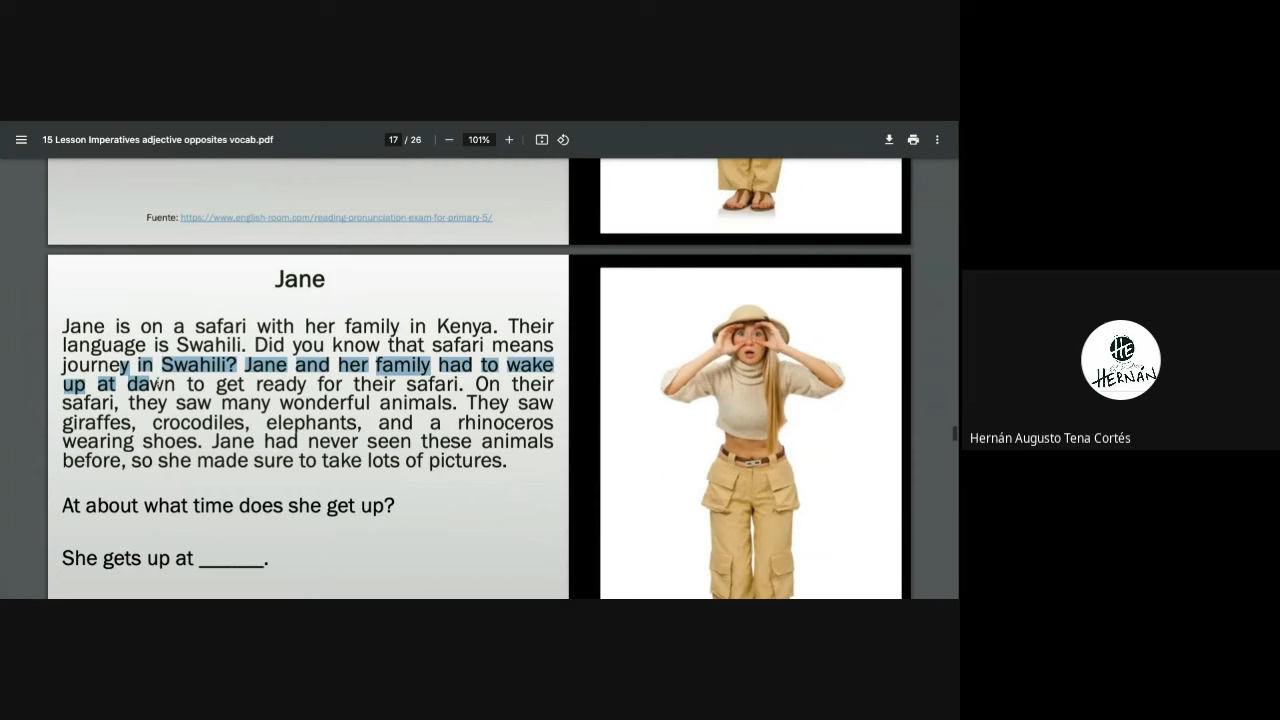 15 Lesson Imperatives adjective opposites vocab.pdf
17 / 26
101%
Fuente: https://www.english-room.com/reading-pronunciation-exam-for-primary-5/
Jane
Jane is on a safari with her family in Kenya. Their
language is Swahili. Did you know that safari means
journey in Swahili? Jane and her family had to wake
up at dawn to get ready for their safari. On their
safari, they saw many wonderful animals. They saw
giraffes, crocodiles, elephants, and a rhinoceros
wearing shoes. Jane had never seen these animals
before, so she made sure to take lots of pictures.
At about what time does she get up?
She gets up at ______.
HE
HERNÁN
Hernán Augusto Tena Cortés